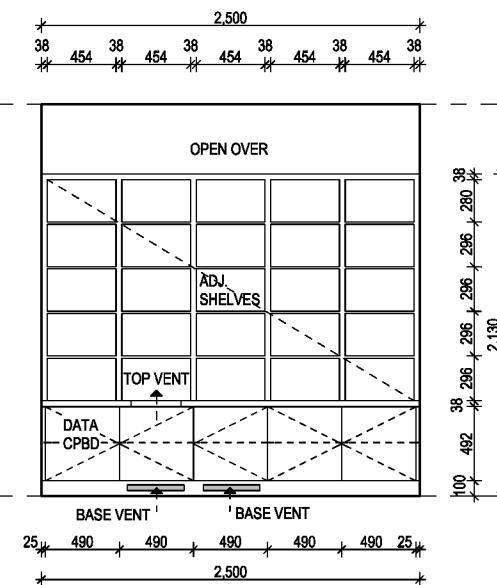 2,500
38 38 38 38 38 38
454 454 454 454 454
OPEN OVER
38
280
296
ADJ.
SHELVES
296
296
2,130
296
TOP VENT
38
DATA
CPBD
492
100
BASE VENT BASE VENT
25 490 490 490 490 490 25
2,500